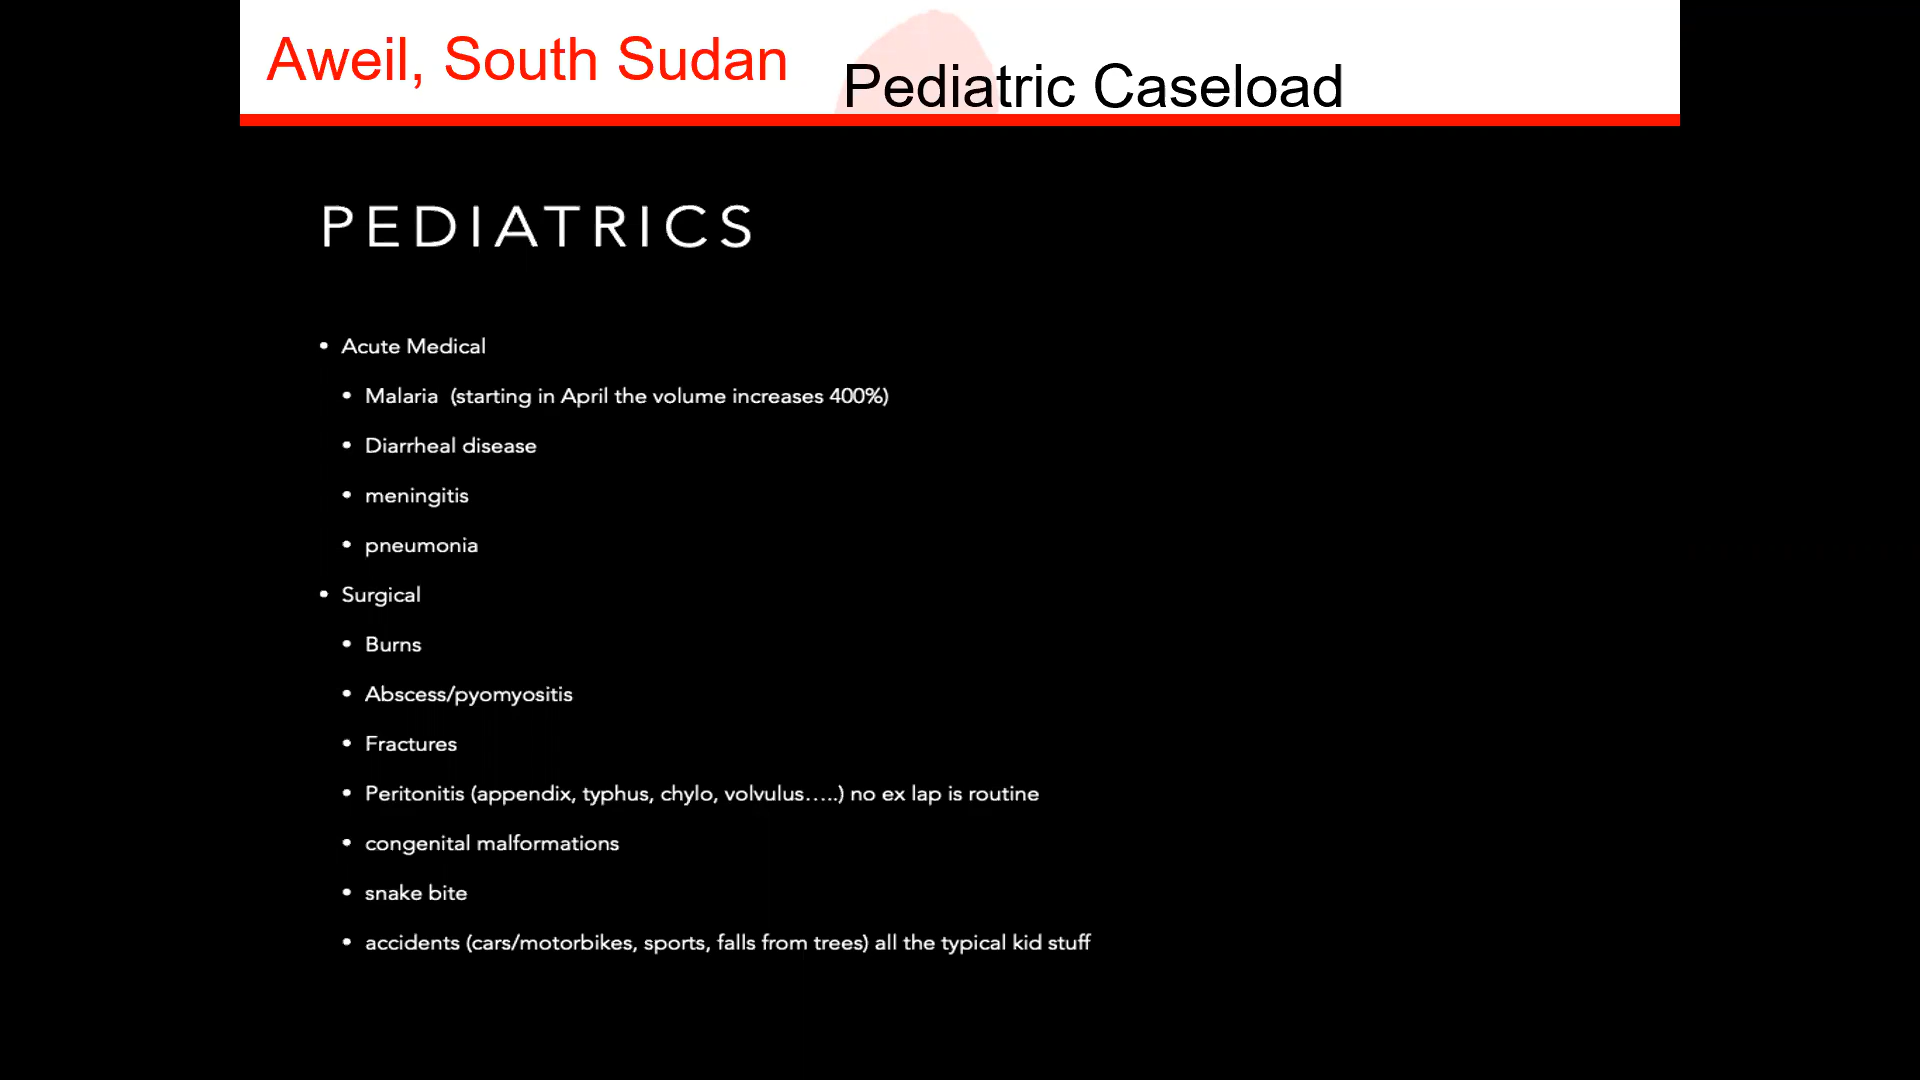 Aweil, South Sudan
Pediatric Caseload
PEDIATRICS
• Acute Medical
• Malaria (starting in April the volume increases 400%)
• Diarrheal disease
• meningitis
• pneumonia
• Surgical
• Burns
• Abscess/pyomyositis
• Fractures
• Peritonitis (appendix, typhus, chylo, volvulus…..) no ex lap is routine
• congenital malformations
• snake bite
• accidents (cars/motorbikes, sports, falls from trees) all the typical kid stuff